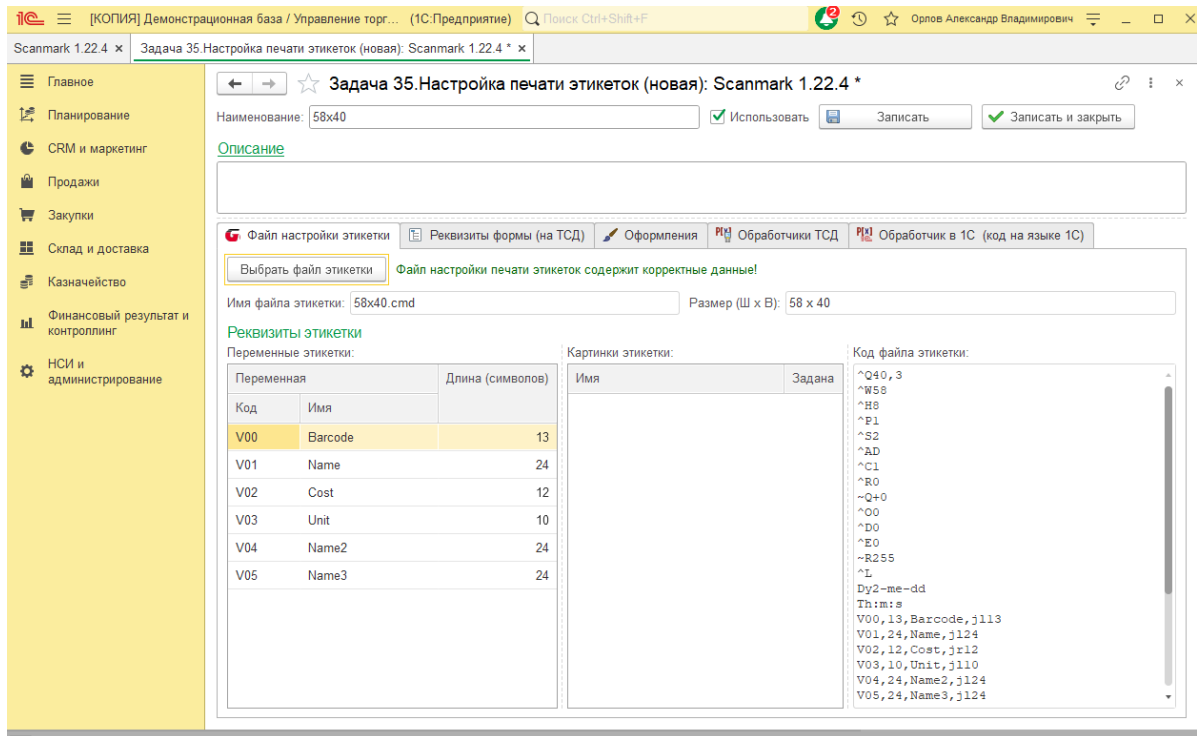 1С [КОПИЯ] Демонстрационная база / Управление торг... (1С:Предприятие) Поиск Ctrl+Shift+F 2 Орлов Александр Владимирович
Scanmark 1.22.4 × Задача 35.Настройка печати этикеток (новая): Scanmark 1.22.4 * ×
Главное
Планирование
CRM и маркетинг
Продажи
Закупки
Склад и доставка
Казначейство
Финансовый результат и
контроллинг
НСИ и
администрирование
Задача 35.Настройка печати этикеток (новая): Scanmark 1.22.4 *
Наименование: 58x40 Использовать Записать Записать и закрыть
Описание
Файл настройки этикетки Реквизиты формы (на ТСД) Оформления Обработчики ТСД Обработчик в 1С (код на языке 1С)
Выбрать файл этикетки Файл настройки печати этикеток содержит корректные данные!
Имя файла этикетки: 58x40.cmd Размер (Ш x В): 58 x 40
Реквизиты этикетки
Переменные этикетки:
Переменная Длина (символов)
Код Имя
V00 Barcode 13
V01 Name 24
V02 Cost 12
V03 Unit 10
V04 Name2 24
V05 Name3 24
Картинки этикетки:
Имя Задана
Код файла этикетки:
^Q40,3
^W58
^H8
^P1
^S2
^AD
^C1
^R0
~Q+0
^O0
^D0
^E0
~R255
^L
Dy2-me-dd
Th:m:s
V00,13,Barcode,jl13
V01,24,Name,jl24
V02,12,Cost,jr12
V03,10,Unit,jl10
V04,24,Name2,jl24
V05,24,Name3,jl24